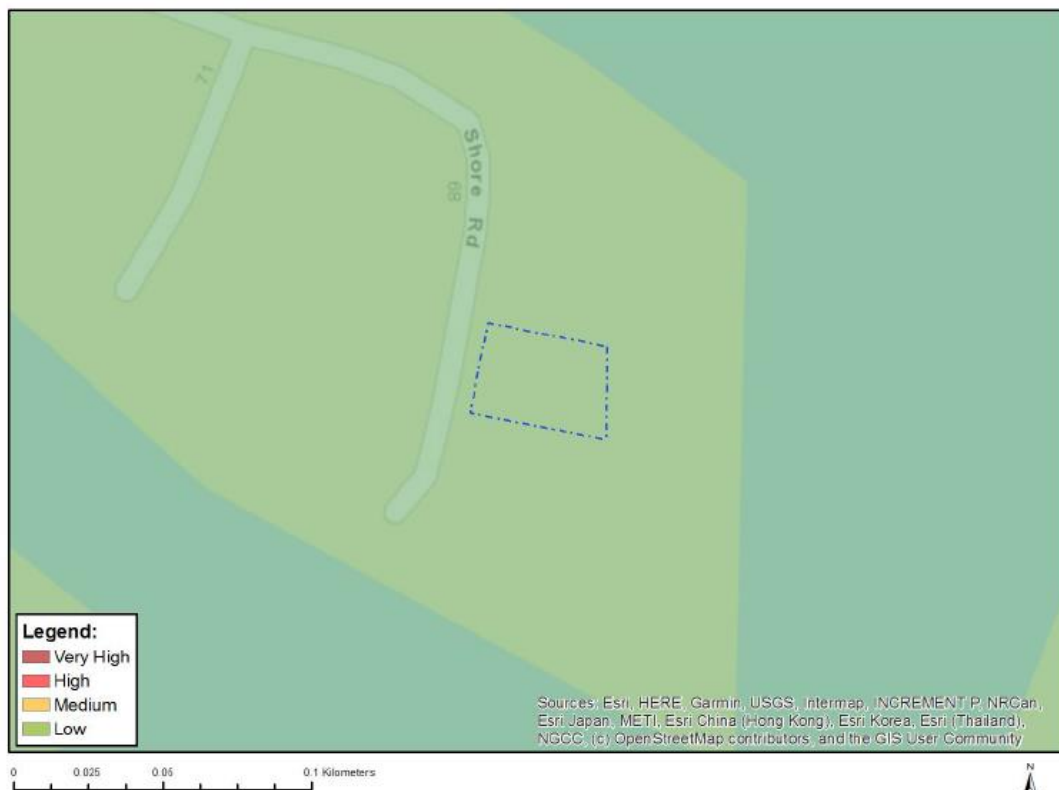 71
Shore Rd
89
Legend:
Very High
High
Medium
Low
Sources: Esri, HERE, Garmin, USGS, Intermap, INCREMENT P, NRCan,
Esri Japan, METI, Esri China (Hong Kong), Esri Korea, Esri (Thailand),
NGCC, (c) OpenStreetMap contributors, and the GIS User Community
0 0.025 0.05 0.1 Kilometers
N